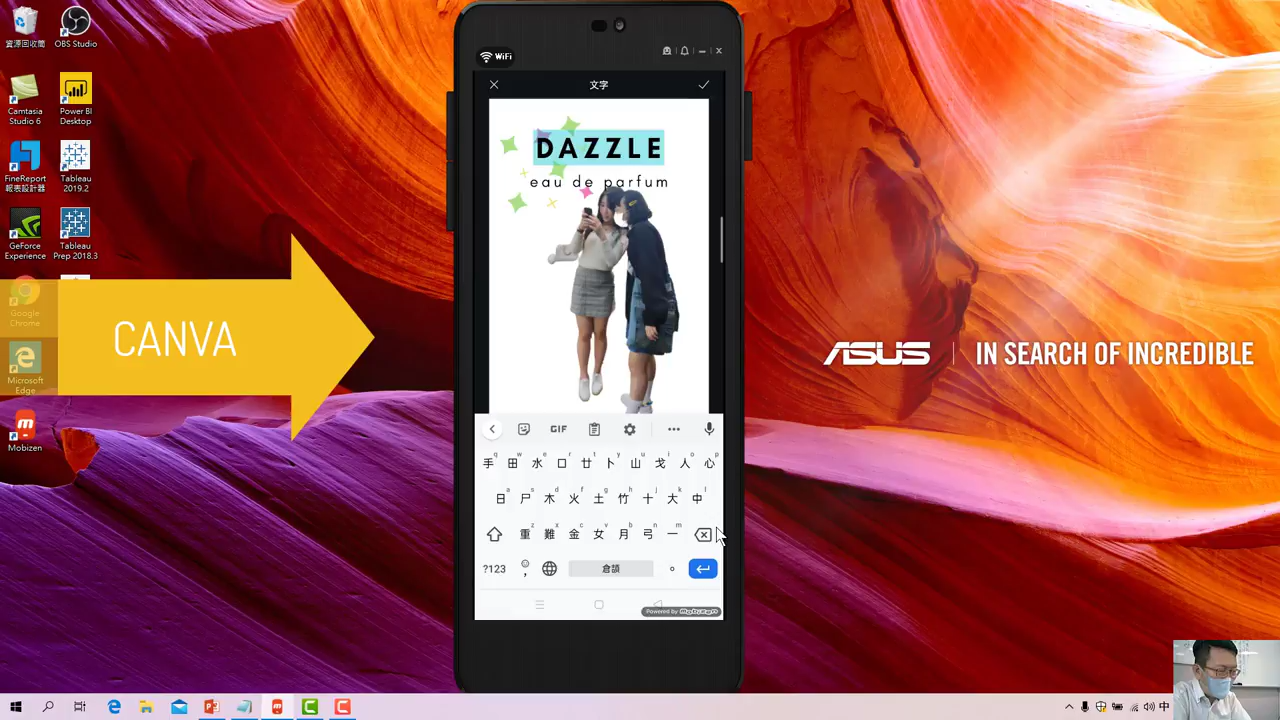 資源回收筒
OBS Studio
Camtasia
Studio 6
Power BI
Desktop
FineReport
報表設計器
Tableau
2019.2
GeForce
Experience
Tableau
Prep 2018.3
Google
Chrome
Microsoft
Edge
Mobizen
CANVA
WiFi
文字
DAZZLE
eau de parfum
GIF
q w e r t y u i o p
手 田 水 口 廿 卜 山 戈 人 心
a s d f g h j k l
日 尸 木 火 土 竹 十 大 中
z x c v b n m
重 難 金 女 月 弓 一
?123 , 倉頡 。
Powered by Mobizen
ASUS
IN SEARCH OF INCREDIBLE
中